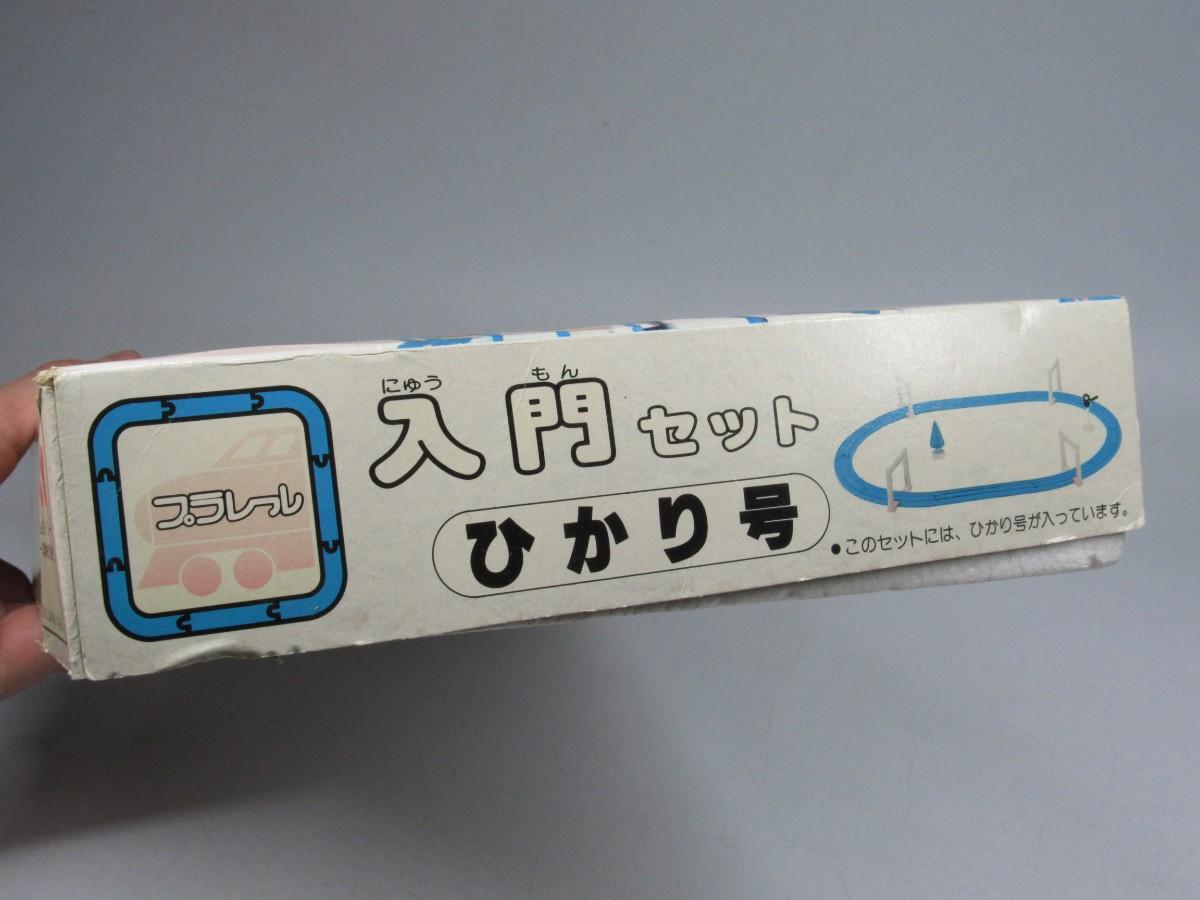 プラレール
にゅう もん
入門セット
ひかり号
●このセットには、ひかり号が入っています。